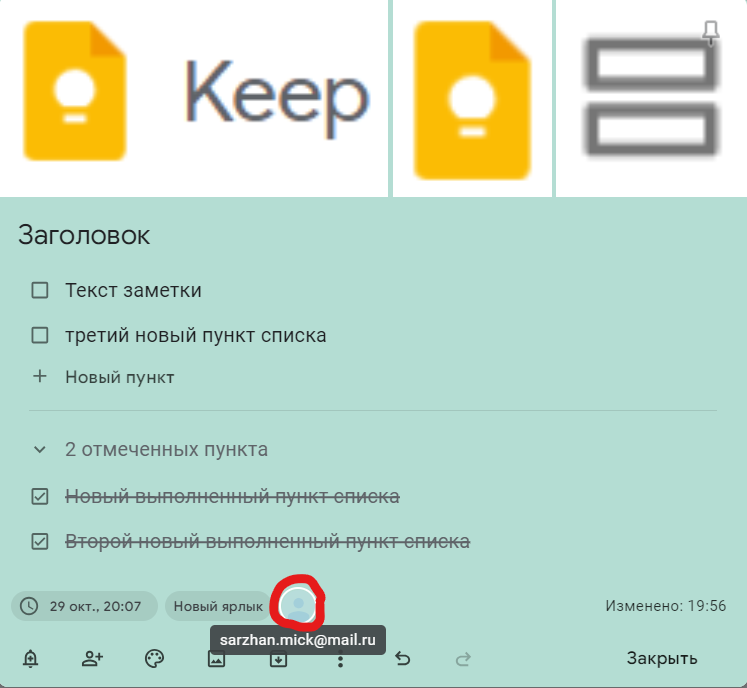 Keep
Заголовок
Текст заметки
третий новый пункт списка
Новый пункт
2 отмеченных пункта
Новый выполненный пункт списка
Второй новый выполненный пункт списка
29 окт., 20:07 Новый ярлык Изменено: 19:56
sarzhan.mick@mail.ru
Закрыть